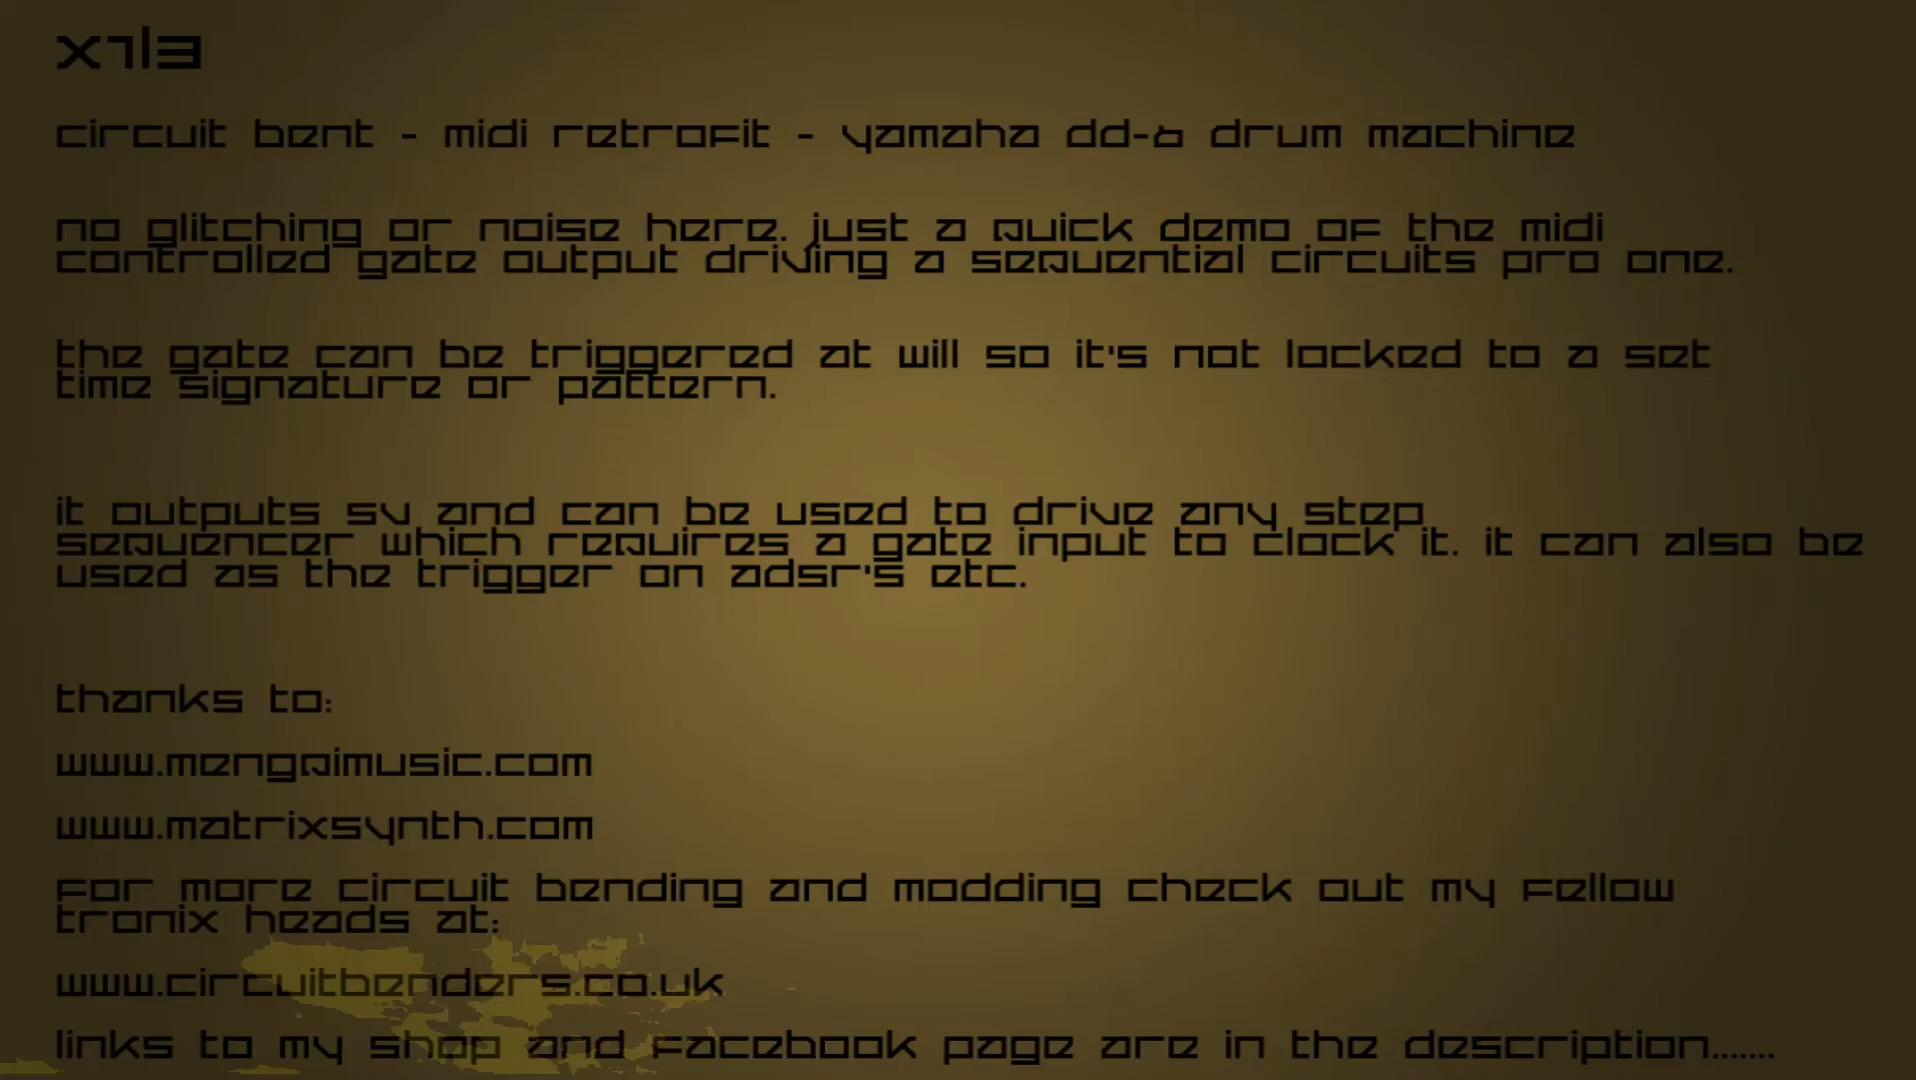 x1l3
circuit bent - midi retrofit - yamaha dd-6 drum machine
no glitching or noise here. just a quick demo of the midi
controlled gate output driving a sequential circuits pro one.
the gate can be triggered at will so it's not locked to a set
time signature or pattern.
it outputs 5v and can be used to drive any step
sequencer which requires a gate input to clock it. it can also be
used as the trigger on adsr's etc.
thanks to:
www.mengqimusic.com
www.matrixsynth.com
for more circuit bending and modding check out my fellow
tronix heads at:
www.circuitbenders.co.uk
links to my shop and facebook page are in the description.......